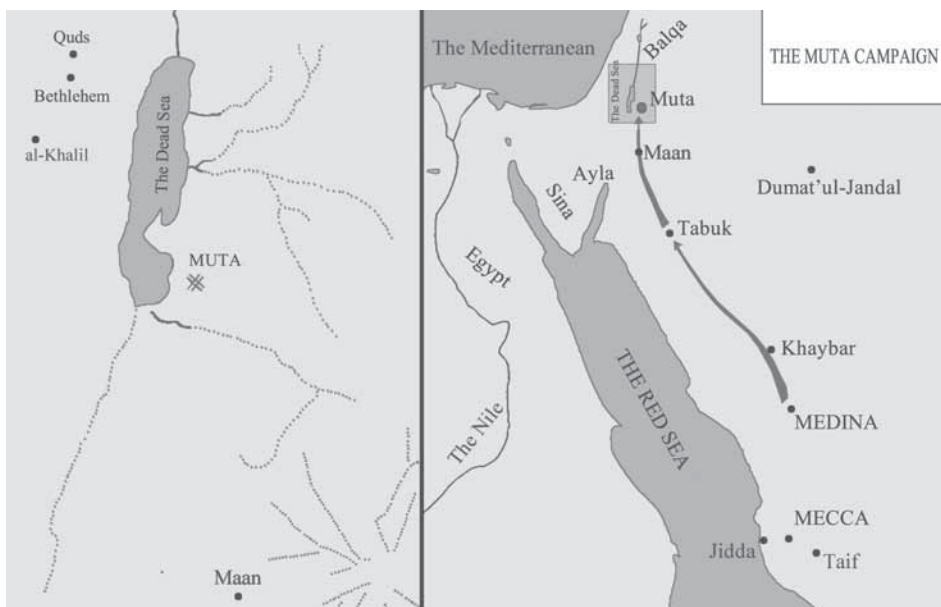 Quds
Bethlehem
al-Khalil
The Dead Sea
MUTA
Maan
THE MUTA CAMPAIGN
The Mediterranean
Balqa
The Dead Sea
Muta
Maan
Dumat'ul-Jandal
Ayla
Sina
Tabuk
Egypt
Khaybar
THE RED SEA
The Nile
MEDINA
MECCA
Jidda
Taif